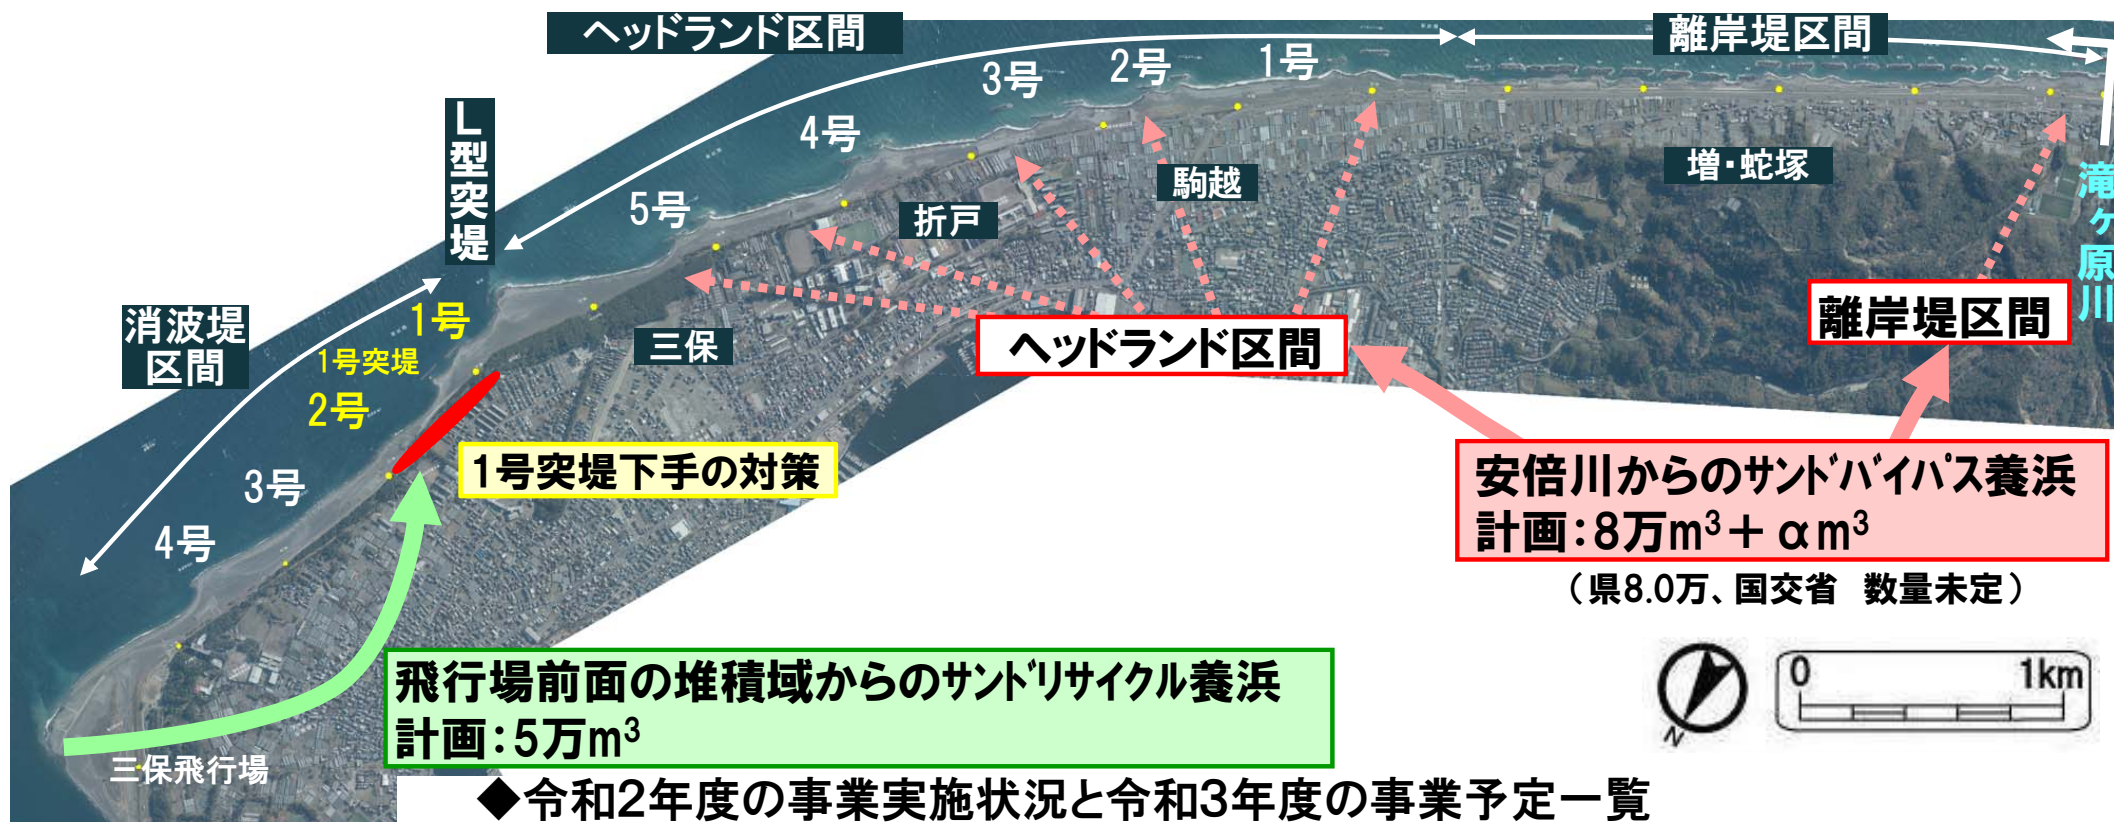 ヘッドランド区間
離岸堤区間
1号
2号
3号
4号
5号
L型突堤
駒越
増・蛇塚
折戸
三保
滝ヶ原川
消波堤
区間
1号
1号突堤
2号
3号
4号
ヘッドランド区間
離岸堤区間
1号突堤下手の対策
安倍川からのサンドバイパス養浜
計画：8万m³＋αm³
（県8.0万、国交省　数量未定）
飛行場前面の堆積域からのサンドリサイクル養浜
計画：5万m³
三保飛行場
N
0 1km
◆令和2年度の事業実施状況と令和3年度の事業予定一覧